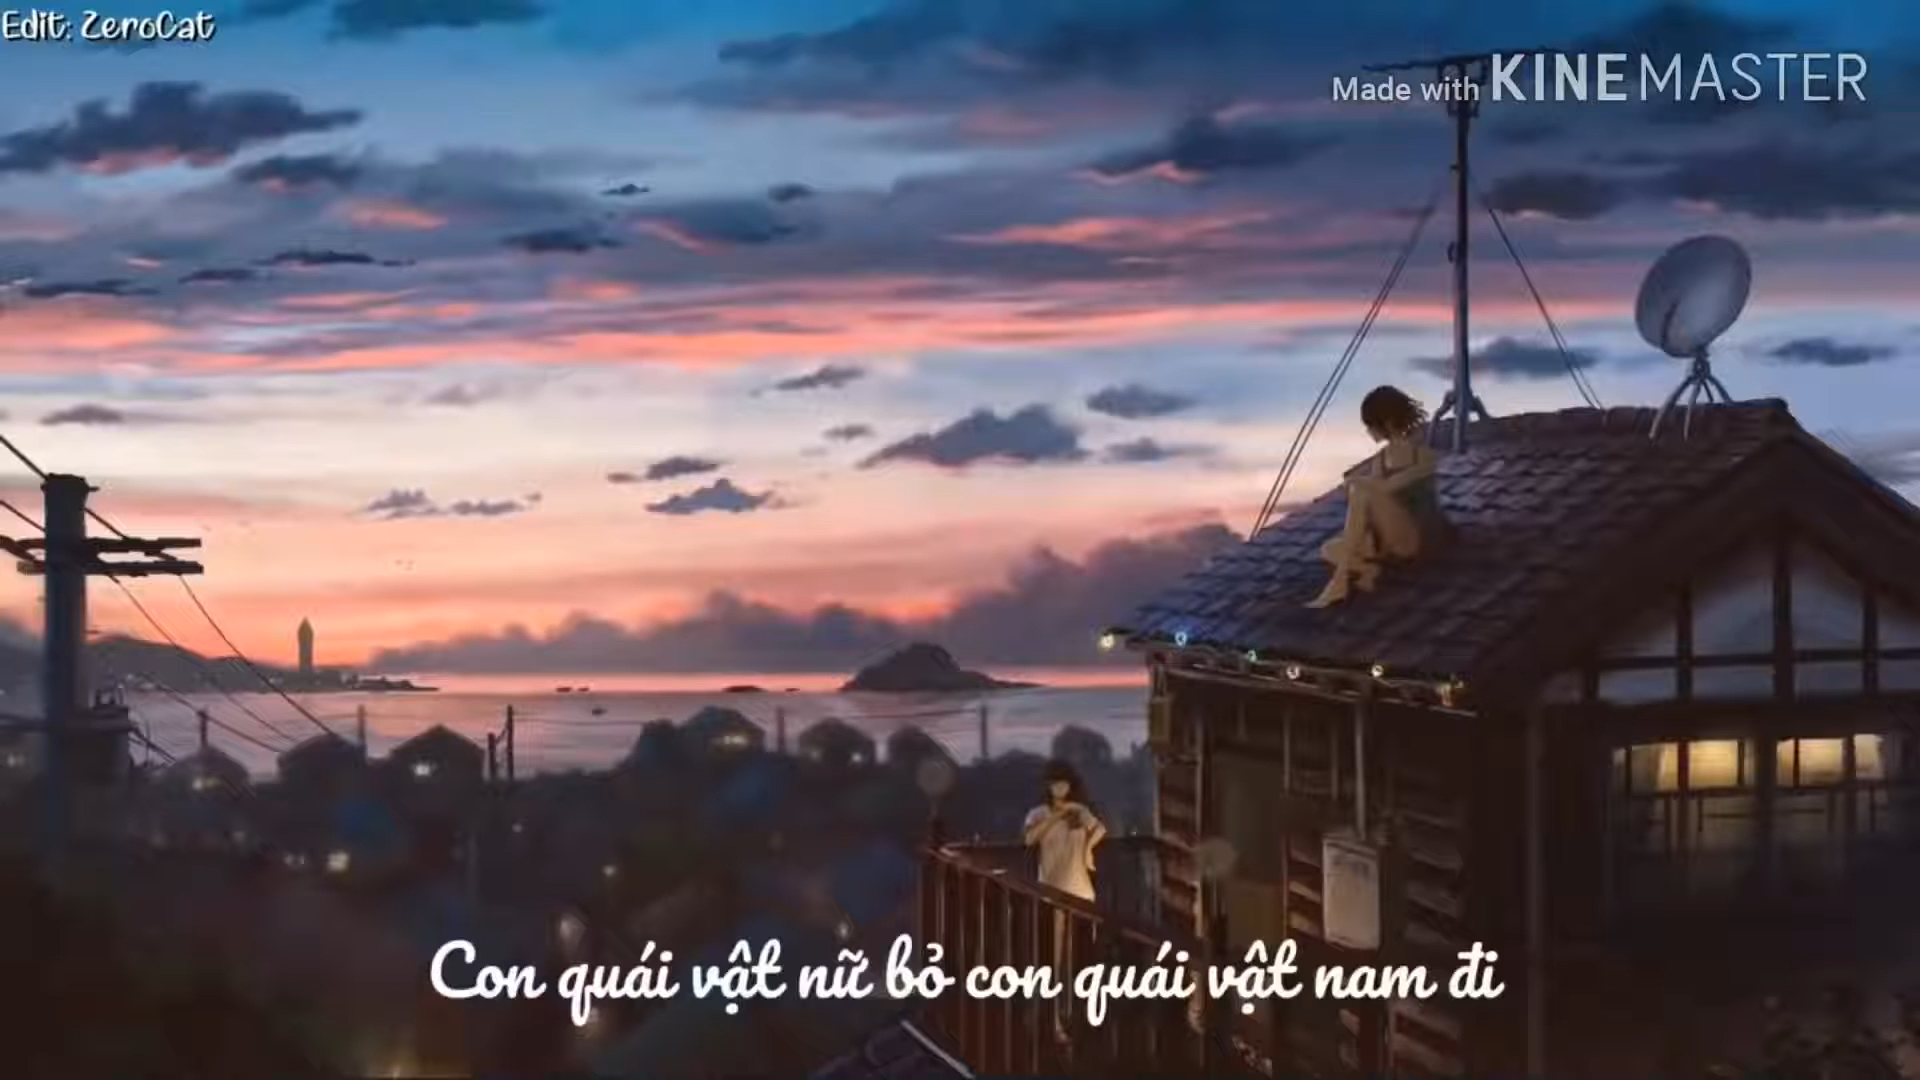 Edit: ZeroCat
Made with KINEMASTER
Con quái vật nữ bỏ con quái vật nam đi